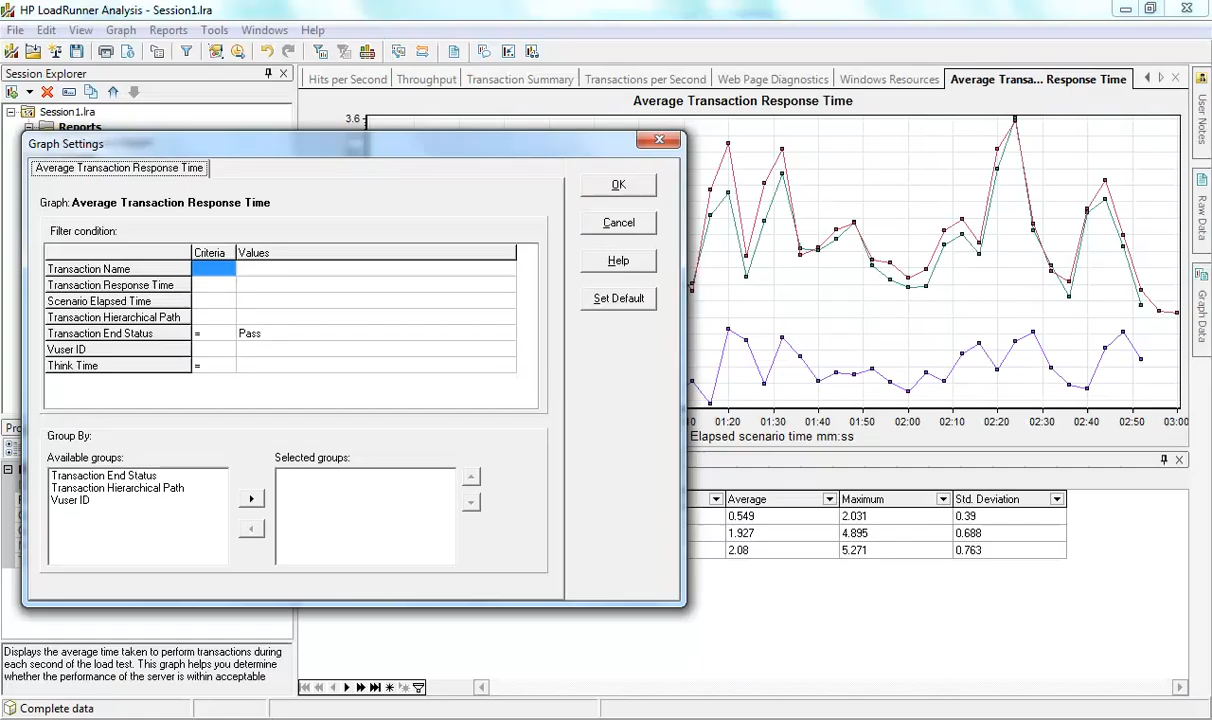 HP LoadRunner Analysis - Session1.lra
File Edit View Graph Reports Tools Windows Help
Session Explorer
Session1.lra
Reports
Hits per Second Throughput Transaction Summary Transactions per Second Web Page Diagnostics Windows Resources Average Transa... Response Time
Average Transaction Response Time
3.6
Graph Settings
Average Transaction Response Time
Graph: Average Transaction Response Time
Filter condition:
Criteria Values
Transaction Name
Transaction Response Time
Scenario Elapsed Time
Transaction Hierarchical Path
Transaction End Status = Pass
Vuser ID
Think Time =
Group By:
Available groups: Selected groups:
Transaction End Status
Transaction Hierarchical Path
Vuser ID
OK
Cancel
Help
Set Default
01:20 01:30 01:40 01:50 02:00 02:10 02:20 02:30 02:40 02:50 03:00
Elapsed scenario time mm:ss
Average Maximum Std. Deviation
0.549 2.031 0.39
1.927 4.895 0.688
2.08 5.271 0.763
User Notes
Raw Data
Graph Data
Displays the average time taken to perform transactions during
each second of the load test. This graph helps you determine
whether the performance of the server is within acceptable
Complete data